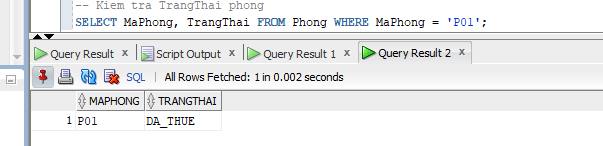 -- Kiem tra TrangThai phong
SELECT MaPhong, TrangThai FROM Phong WHERE MaPhong = 'P01';
Query Result × Script Output × Query Result 1 × Query Result 2 ×
SQL | All Rows Fetched: 1 in 0.002 seconds
MAPHONG TRANGTHAI
1 P01 DA_THUE